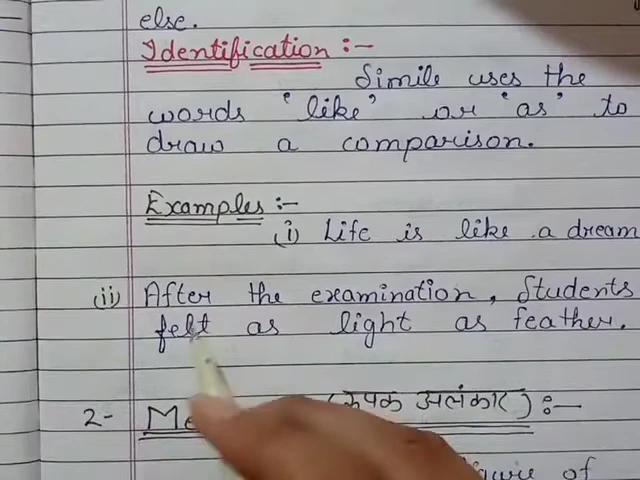 else.
Identification :-
Simile uses the
words 'like' or 'as' to
draw a comparison.
Examples :-
(i) Life is like a dream
(ii) After the examination, Students
felt as light as feather.
2- (रूपक अलंकार) :-
of